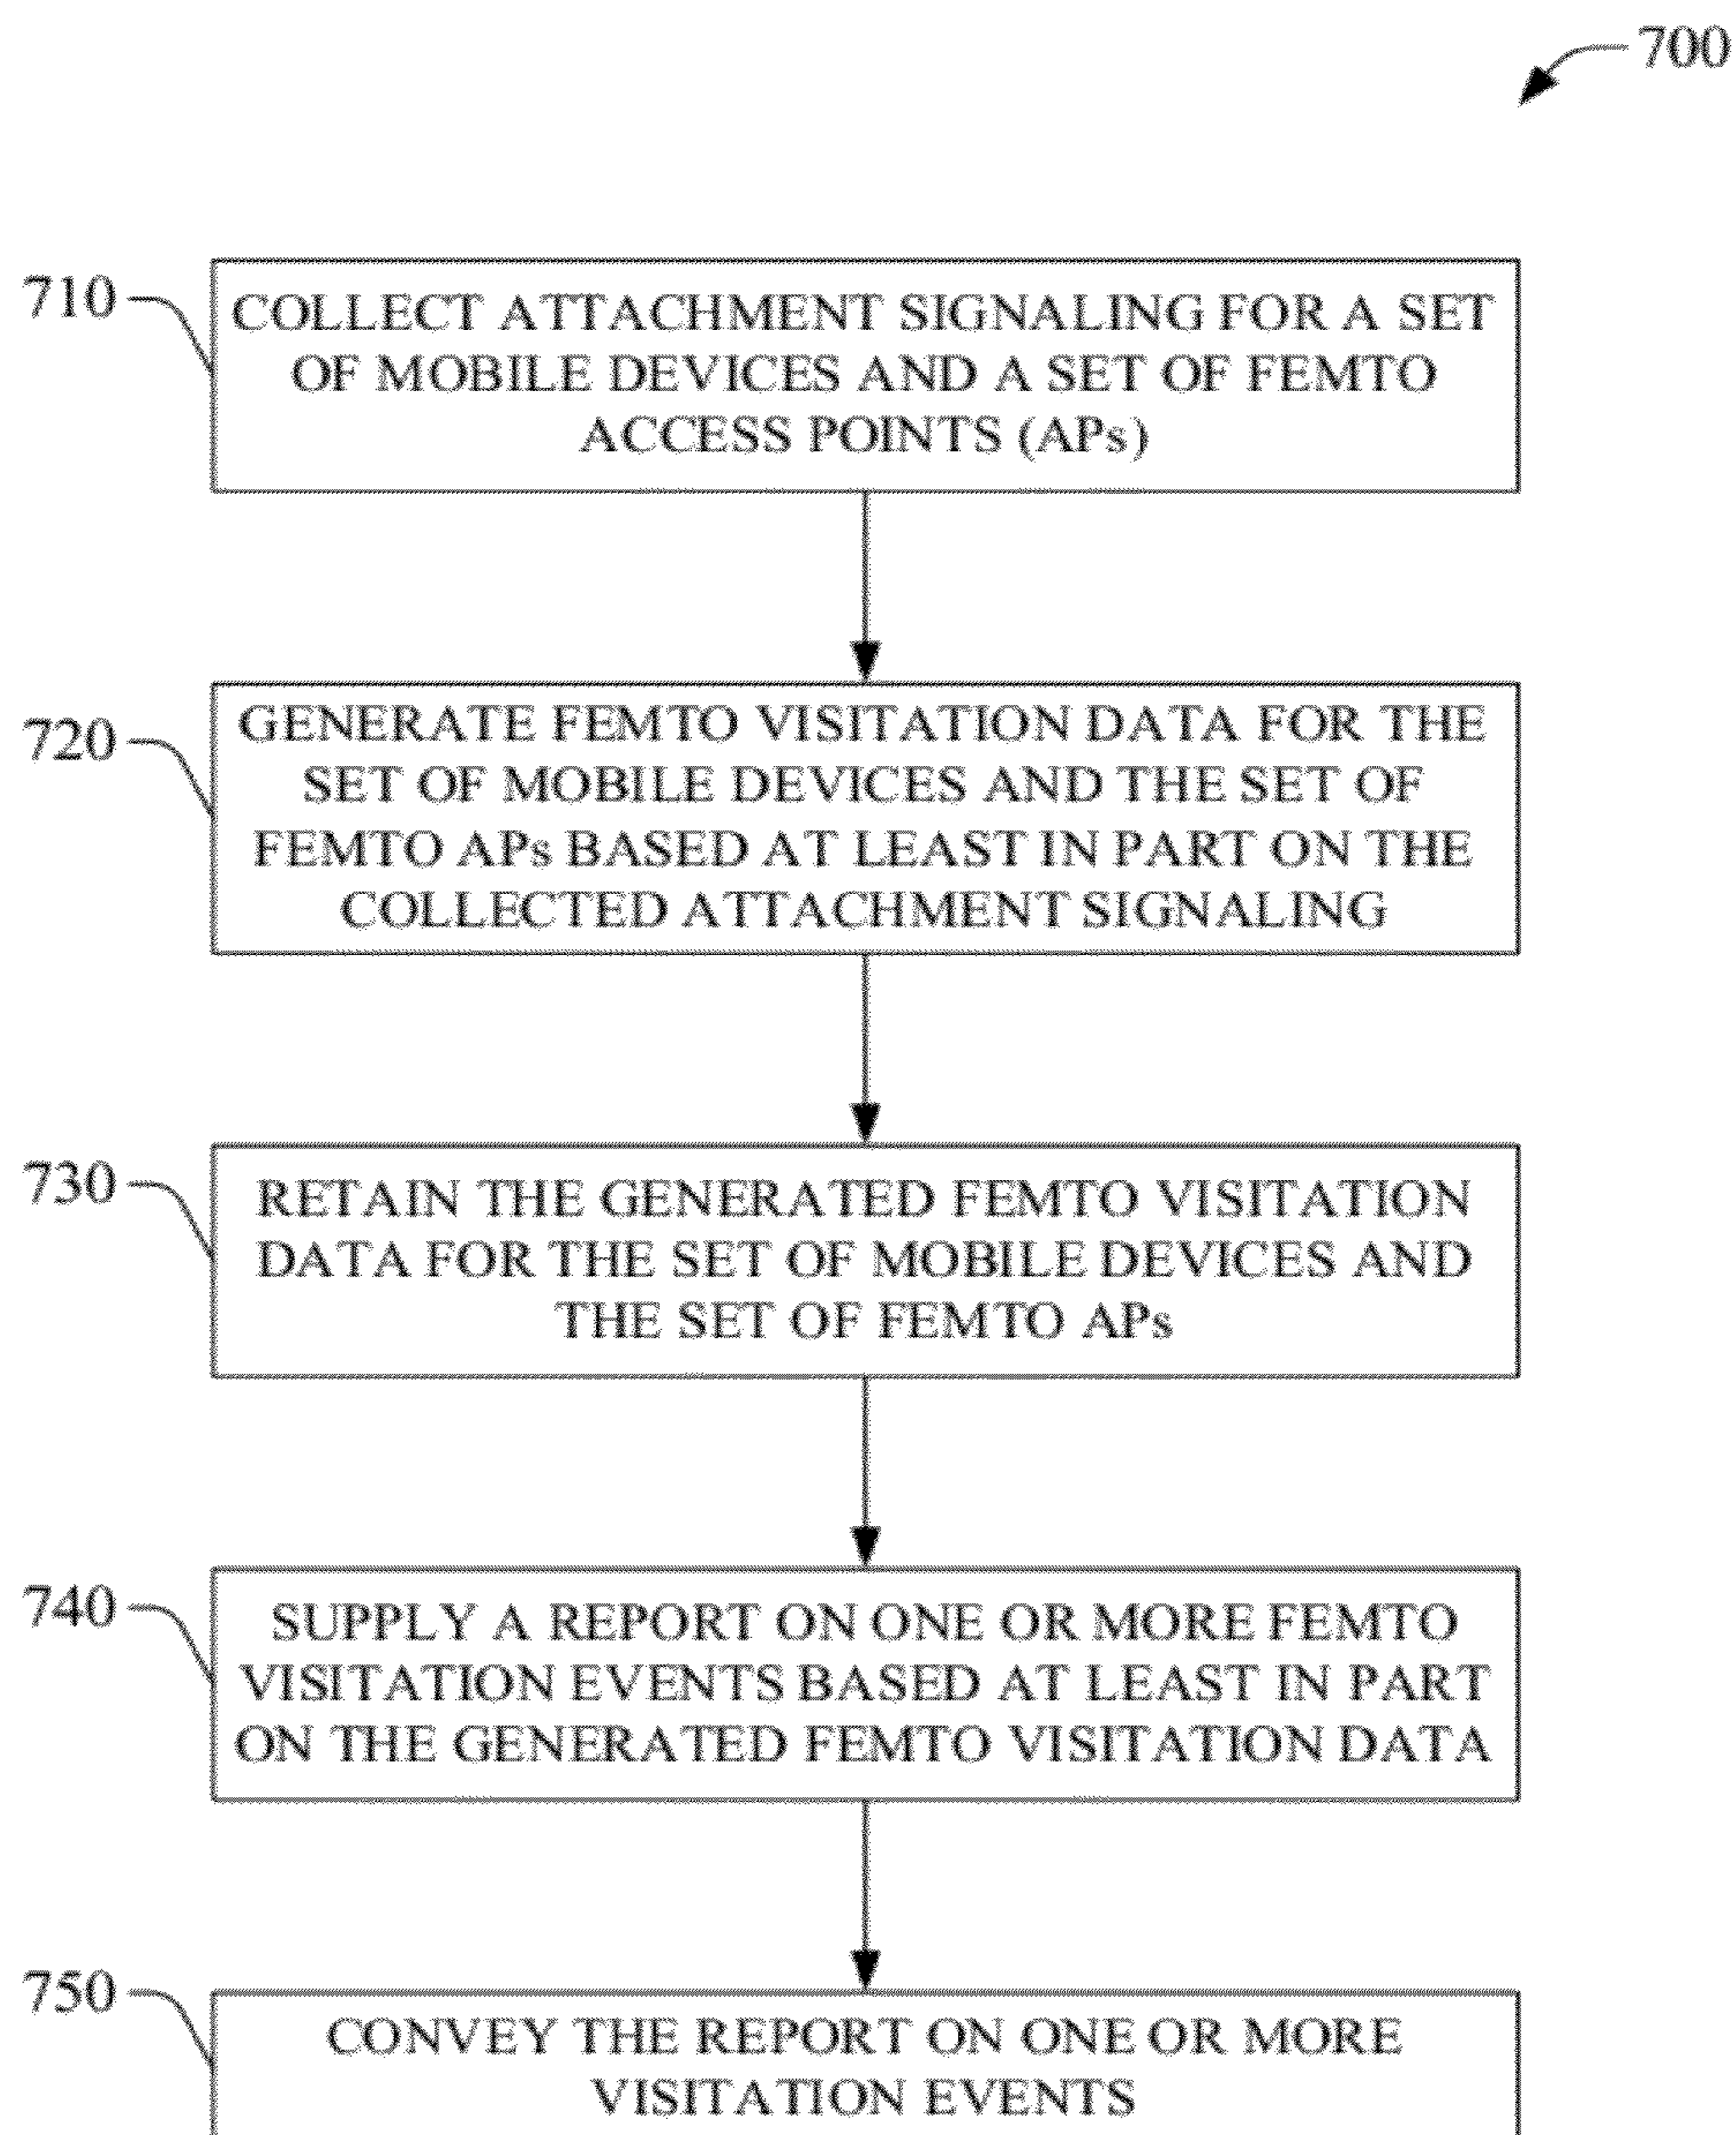 700
710
COLLECT ATTACHMENT SIGNALING FOR A SET
OF MOBILE DEVICES AND A SET OF FEMTO
ACCESS POINTS (APs)
720
GENERATE FEMTO VISITATION DATA FOR THE
SET OF MOBILE DEVICES AND THE SET OF
FEMTO APs BASED AT LEAST IN PART ON THE
COLLECTED ATTACHMENT SIGNALING
730
RETAIN THE GENERATED FEMTO VISITATION
DATA FOR THE SET OF MOBILE DEVICES AND
THE SET OF FEMTO APs
740
SUPPLY A REPORT ON ONE OR MORE FEMTO
VISITATION EVENTS BASED AT LEAST IN PART
ON THE GENERATED FEMTO VISITATION DATA
750
CONVEY THE REPORT ON ONE OR MORE
VISITATION EVENTS